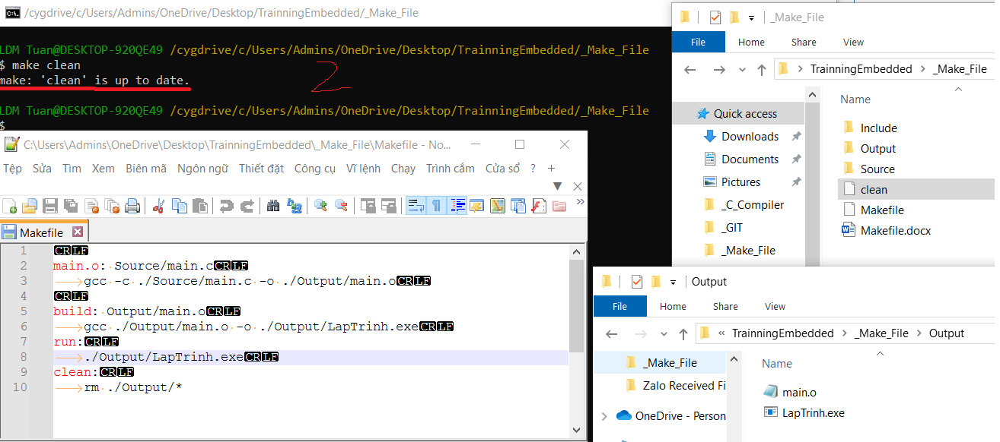 /cygdrive/c/Users/Admins/OneDrive/Desktop/TrainningEmbedded/_Make_File
LDM Tuan@DESKTOP-920QE49 /cygdrive/c/Users/Admins/OneDrive/Desktop/TrainningEmbedded/_Make_File
$ make clean
make: 'clean' is up to date.
2
LDM Tuan@DESKTOP-920QE49 /cygdrive/c/Users/Admins/OneDrive/Desktop/TrainningEmbedded/_Make_File
$
_Make_File
File Home Share View
TrainningEmbedded > _Make_File
Name
Quick access
Downloads
Documents
Pictures
_C_Compiler
_GIT
_Make_File
Include
Output
Source
clean
Makefile
Makefile.docx
C:\Users\Admins\OneDrive\Desktop\TrainningEmbedded\_Make_File\Makefile - No...
Tệp Sửa Tìm Xem Biên mã Ngôn ngữ Thiết đặt Công cụ Vĩ lệnh Chạy Trình cắm Cửa sổ ? +
Makefile
1 CRLF
2 main.o: Source/main.cCRLF
3 gcc -c ./Source/main.c -o ./Output/main.oCRLF
4 CRLF
5 build: Output/main.oCRLF
6 gcc ./Output/main.o -o ./Output/LapTrinh.exeCRLF
7 run:CRLF
8 ./Output/LapTrinh.exeCRLF
9 clean:CRLF
10 rm ./Output/*
Output
File Home Share View
« TrainningEmbedded > _Make_File > Output
_Make_File
Zalo Received Fi
OneDrive - Person
Name
main.o
LapTrinh.exe